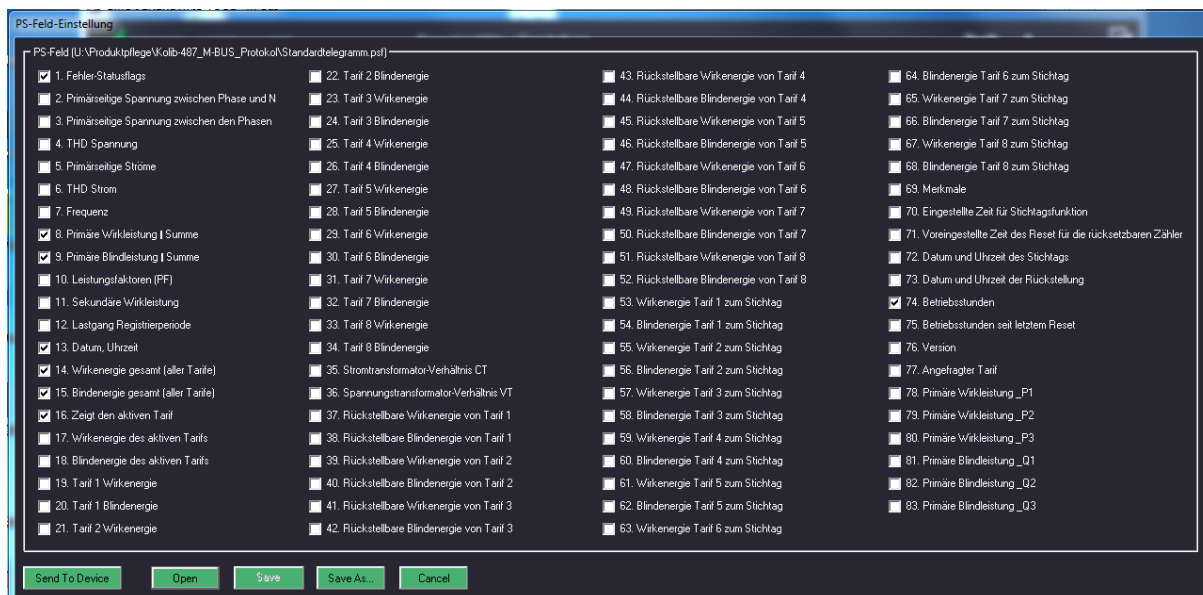 PS-Feld-Einstellung
PS-Feld (U:\Produktpflege\Kolib-487_M-BUS_Protokol\Standardtelegramm.psf)
1. Fehler-Statusflags
2. Primärseitige Spannung zwischen Phase und N
3. Primärseitige Spannung zwischen den Phasen
4. THD Spannung
5. Primärseitige Ströme
6. THD Strom
7. Frequenz
8. Primäre Wirkleistung | Summe
9. Primäre Blindleistung | Summe
10. Leistungsfaktoren (PF)
11. Sekundäre Wirkleistung
12. Lastgang Registrierperiode
13. Datum, Uhrzeit
14. Wirkenergie gesamt (aller Tarife)
15. Bindenergie gesamt (aller Tarife)
16. Zeigt den aktiven Tarif
17. Wirkenergie des aktiven Tarifs
18. Blindenergie des aktiven Tarifs
19. Tarif 1 Wirkenergie
20. Tarif 1 Blindenergie
21. Tarif 2 Wirkenergie
22. Tarif 2 Blindenergie
23. Tarif 3 Wirkenergie
24. Tarif 3 Blindenergie
25. Tarif 4 Wirkenergie
26. Tarif 4 Blindenergie
27. Tarif 5 Wirkenergie
28. Tarif 5 Blindenergie
29. Tarif 6 Wirkenergie
30. Tarif 6 Blindenergie
31. Tarif 7 Wirkenergie
32. Tarif 7 Blindenergie
33. Tarif 8 Wirkenergie
34. Tarif 8 Blindenergie
35. Stromtransformator-Verhältnis CT
36. Spannungstransformator-Verhältnis VT
37. Rückstellbare Wirkenergie von Tarif 1
38. Rückstellbare Blindenergie von Tarif 1
39. Rückstellbare Wirkenergie von Tarif 2
40. Rückstellbare Blindenergie von Tarif 2
41. Rückstellbare Wirkenergie von Tarif 3
42. Rückstellbare Blindenergie von Tarif 3
43. Rückstellbare Wirkenergie von Tarif 4
44. Rückstellbare Blindenergie von Tarif 4
45. Rückstellbare Wirkenergie von Tarif 5
46. Rückstellbare Blindenergie von Tarif 5
47. Rückstellbare Wirkenergie von Tarif 6
48. Rückstellbare Blindenergie von Tarif 6
49. Rückstellbare Wirkenergie von Tarif 7
50. Rückstellbare Blindenergie von Tarif 7
51. Rückstellbare Wirkenergie von Tarif 8
52. Rückstellbare Blindenergie von Tarif 8
53. Wirkenergie Tarif 1 zum Stichtag
54. Blindenergie Tarif 1 zum Stichtag
55. Wirkenergie Tarif 2 zum Stichtag
56. Blindenergie Tarif 2 zum Stichtag
57. Wirkenergie Tarif 3 zum Stichtag
58. Blindenergie Tarif 3 zum Stichtag
59. Wirkenergie Tarif 4 zum Stichtag
60. Blindenergie Tarif 4 zum Stichtag
61. Wirkenergie Tarif 5 zum Stichtag
62. Blindenergie Tarif 5 zum Stichtag
63. Wirkenergie Tarif 6 zum Stichtag
64. Blindenergie Tarif 6 zum Stichtag
65. Wirkenergie Tarif 7 zum Stichtag
66. Blindenergie Tarif 7 zum Stichtag
67. Wirkenergie Tarif 8 zum Stichtag
68. Blindenergie Tarif 8 zum Stichtag
69. Merkmale
70. Eingestellte Zeit für Stichtagsfunktion
71. Voreingestellte Zeit des Reset für die rücksetzbaren Zähler
72. Datum und Uhrzeit des Stichtags
73. Datum und Uhrzeit der Rückstellung
74. Betriebsstunden
75. Betriebsstunden seit letztem Reset
76. Version
77. Angefragter Tarif
78. Primäre Wirkleistung _P1
79. Primäre Wirkleistung _P2
80. Primäre Wirkleistung _P3
81. Primäre Blindleistung _Q1
82. Primäre Blindleistung _Q2
83. Primäre Blindleistung _Q3
Send To Device
Open
Save
Save As...
Cancel